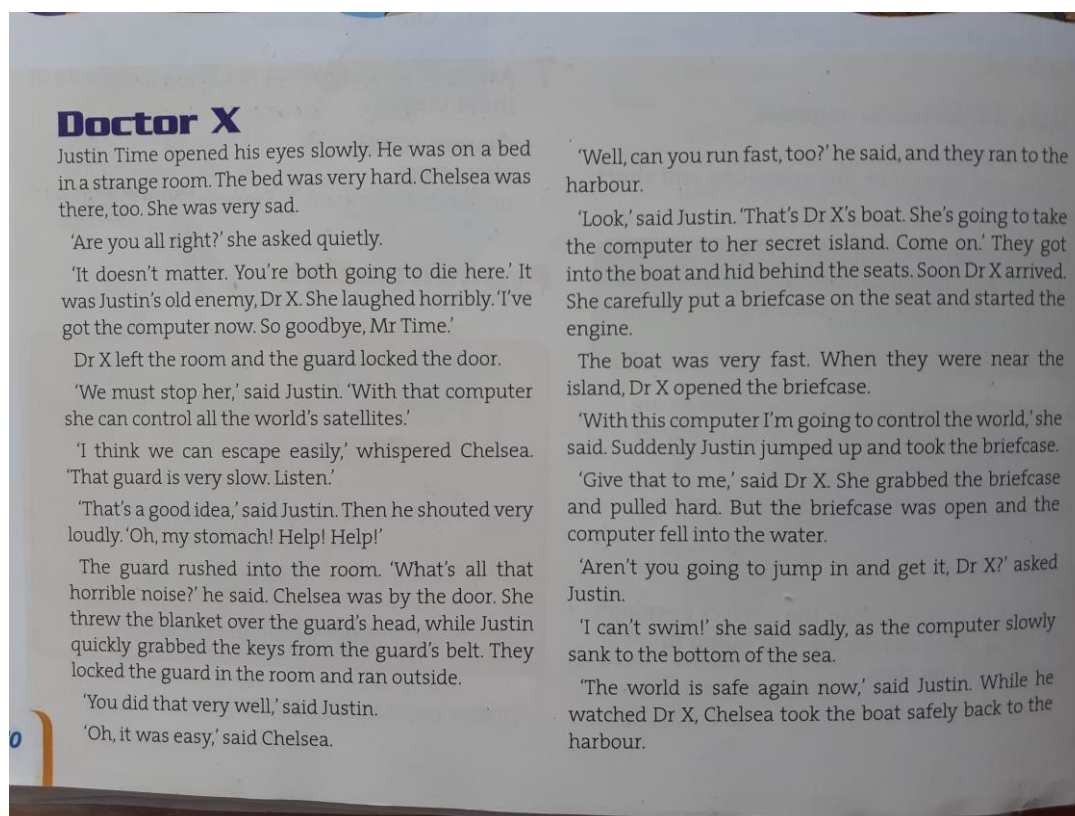 Doctor X
Justin Time opened his eyes slowly. He was on a bed
in a strange room. The bed was very hard. Chelsea was
there, too. She was very sad.
‘Are you all right?’ she asked quietly.
‘It doesn’t matter. You’re both going to die here.’ It
was Justin’s old enemy, Dr X. She laughed horribly. ‘I’ve
got the computer now. So goodbye, Mr Time.’
Dr X left the room and the guard locked the door.
‘We must stop her,’ said Justin. ‘With that computer
she can control all the world’s satellites.’
‘I think we can escape easily,’ whispered Chelsea.
‘That guard is very slow. Listen.’
‘That’s a good idea,’ said Justin. Then he shouted very
loudly. ‘Oh, my stomach! Help! Help!’
The guard rushed into the room. ‘What’s all that
horrible noise?’ he said. Chelsea was by the door. She
threw the blanket over the guard’s head, while Justin
quickly grabbed the keys from the guard’s belt. They
locked the guard in the room and ran outside.
‘You did that very well,’ said Justin.
‘Oh, it was easy,’ said Chelsea.
‘Well, can you run fast, too?’ he said, and they ran to the
harbour.
‘Look,’ said Justin. ‘That’s Dr X’s boat. She’s going to take
the computer to her secret island. Come on.’ They got
into the boat and hid behind the seats. Soon Dr X arrived.
She carefully put a briefcase on the seat and started the
engine.
The boat was very fast. When they were near the
island, Dr X opened the briefcase.
‘With this computer I’m going to control the world,’ she
said. Suddenly Justin jumped up and took the briefcase.
‘Give that to me,’ said Dr X. She grabbed the briefcase
and pulled hard. But the briefcase was open and the
computer fell into the water.
‘Aren’t you going to jump in and get it, Dr X?’ asked
Justin.
‘I can’t swim!’ she said sadly, as the computer slowly
sank to the bottom of the sea.
‘The world is safe again now,’ said Justin. While he
watched Dr X, Chelsea took the boat safely back to the
harbour.